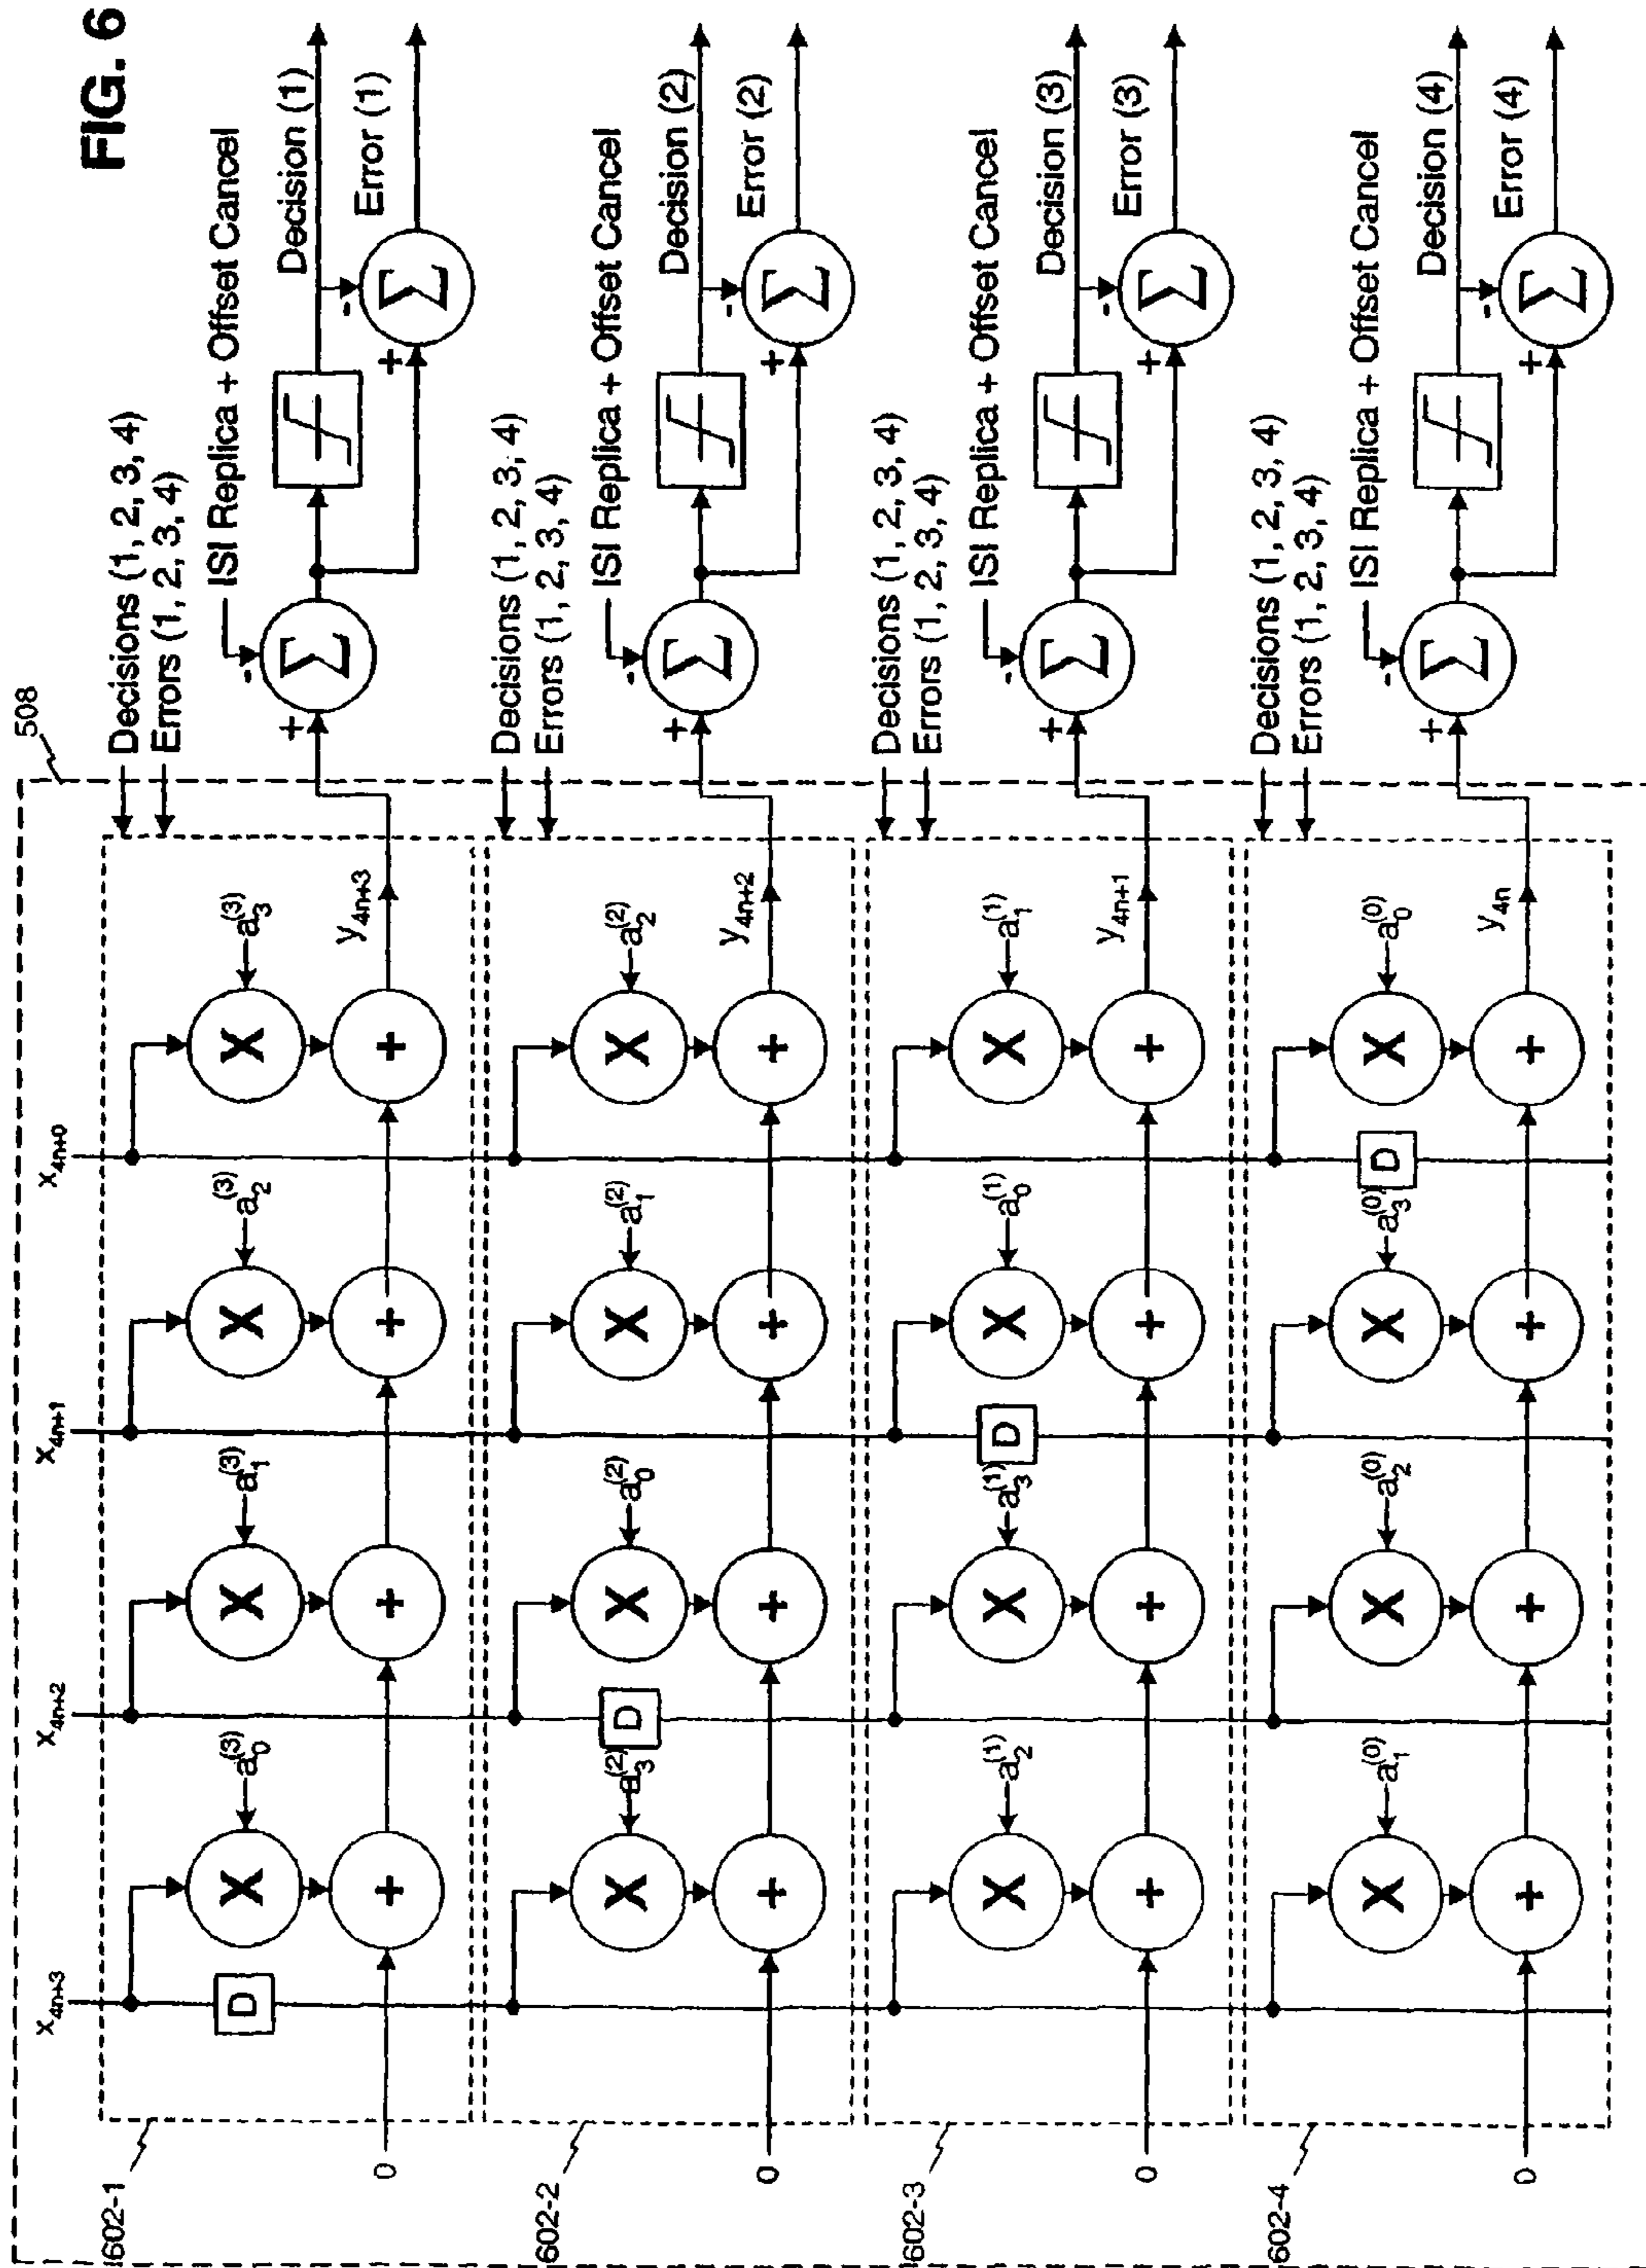 FIG. 6
508
X4n+3
X4n+2
X4n+1
X4n+0
602-1
D
0
X
a0(3)
+
X
a1(3)
+
X
a2(3)
+
X
a3(3)
+
y4n+3
Decisions (1, 2, 3, 4)
Errors (1, 2, 3, 4)
ISI Replica + Offset Cancel
+
-
Σ
Decision (1)
+
-
Σ
Error (1)
602-2
0
X
a3(2)
+
D
X
a0(2)
+
X
a1(2)
+
X
a2(2)
+
y4n+2
Decisions (1, 2, 3, 4)
Errors (1, 2, 3, 4)
ISI Replica + Offset Cancel
+
-
Σ
Decision (2)
+
-
Σ
Error (2)
602-3
0
X
a2(1)
+
X
a3(1)
+
D
X
a0(1)
+
X
a1(1)
+
y4n+1
Decisions (1, 2, 3, 4)
Errors (1, 2, 3, 4)
ISI Replica + Offset Cancel
+
-
Σ
Decision (3)
+
-
Σ
Error (3)
602-4
0
X
a1(0)
+
X
a2(0)
+
X
a3(0)
+
D
X
a0(0)
+
y4n
Decisions (1, 2, 3, 4)
Errors (1, 2, 3, 4)
ISI Replica + Offset Cancel
+
-
Σ
Decision (4)
+
-
Σ
Error (4)